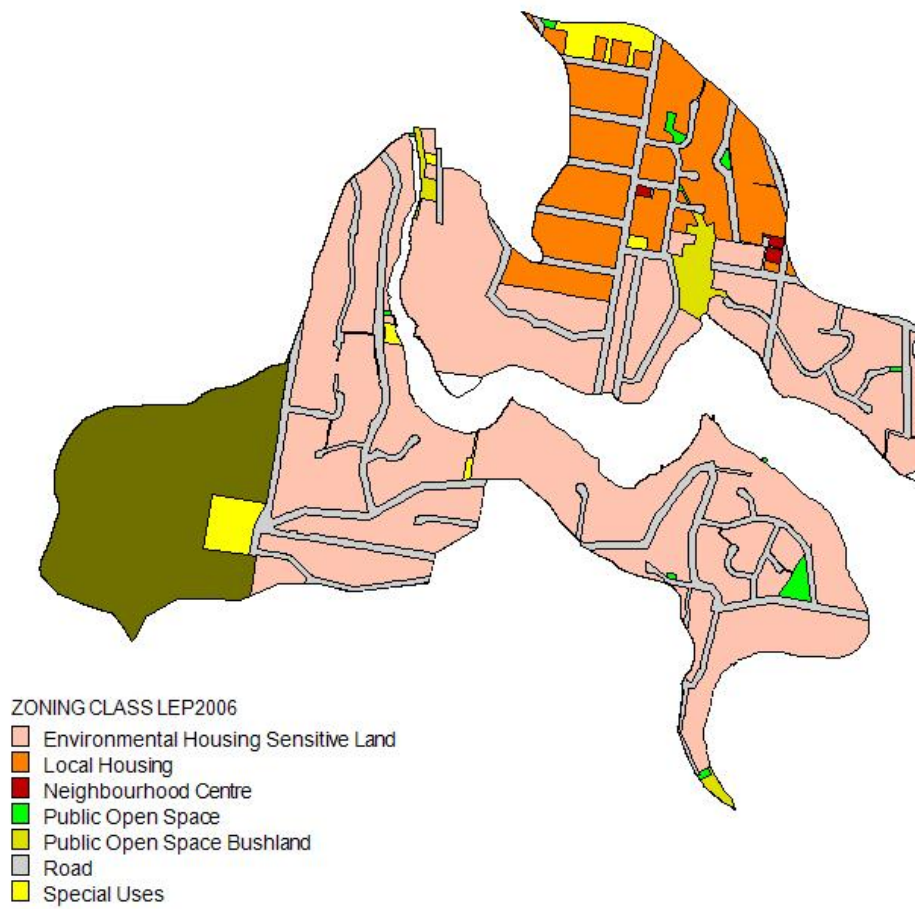 ZONING CLASS LEP2006
Environmental Housing Sensitive Land
Local Housing
Neighbourhood Centre
Public Open Space
Public Open Space Bushland
Road
Special Uses